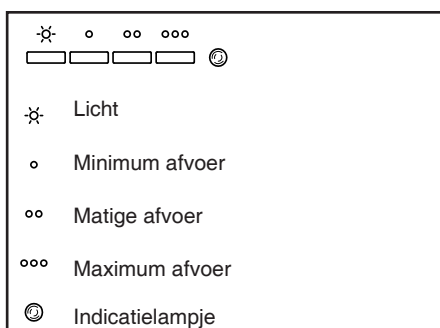 Licht
Minimum afvoer
Matige afvoer
Maximum afvoer
Indicatielampje